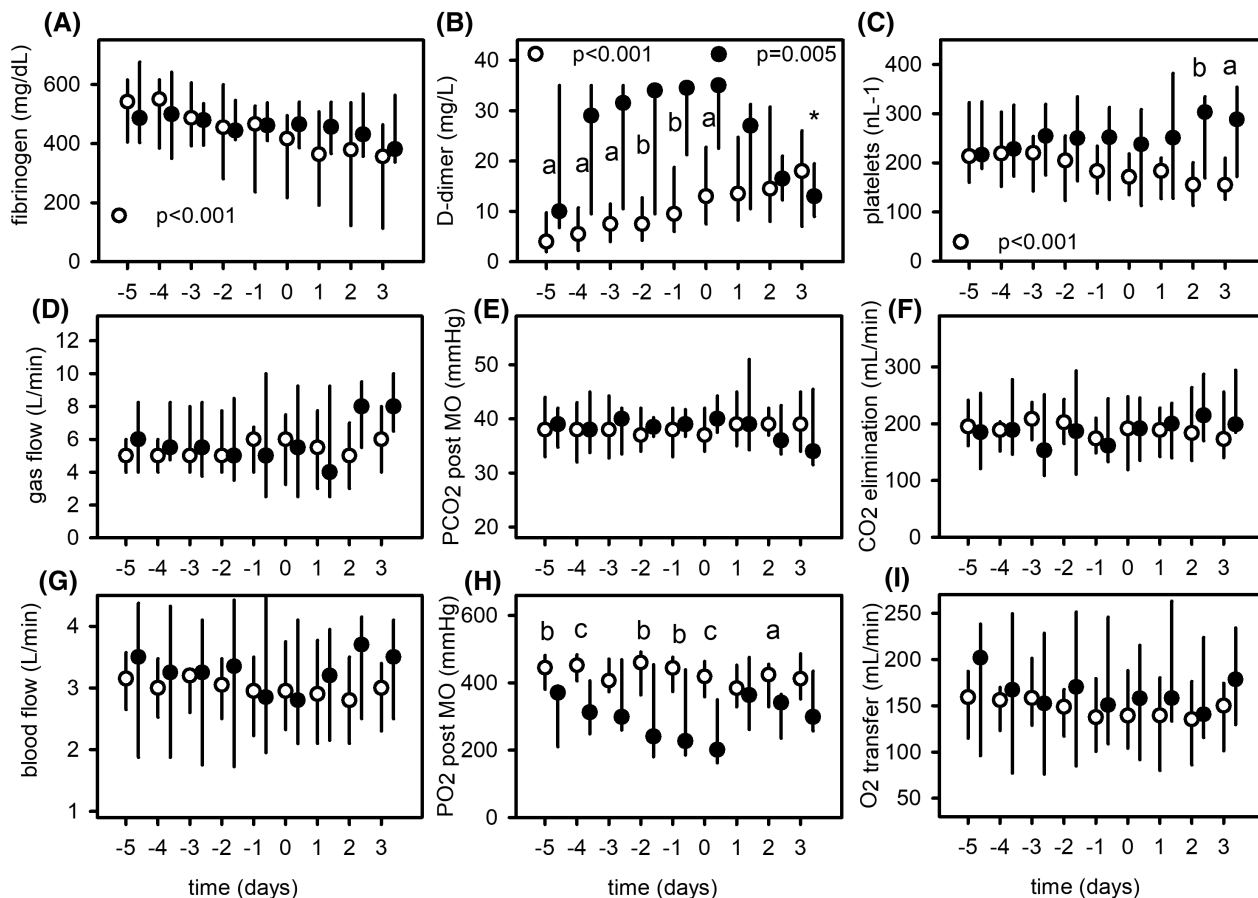 (A)
fibrinogen (mg/dL)
600
400
200
0
p<0.001
-5 -4 -3 -2 -1 0 1 2 3
(B)
D-dimer (mg/L)
40
30
20
10
0
p<0.001 p=0.005
a a a b b a *
-5 -4 -3 -2 -1 0 1 2 3
(C)
platelets (nL-1)
400
300
200
100
0
b a
p<0.001
-5 -4 -3 -2 -1 0 1 2 3
(D)
gas flow (L/min)
12
10
8
6
4
2
0
-5 -4 -3 -2 -1 0 1 2 3
(E)
PCO2 post MO (mmHg)
50
40
30
20
-5 -4 -3 -2 -1 0 1 2 3
(F)
CO2 elimination (mL/min)
300
200
100
0
-5 -4 -3 -2 -1 0 1 2 3
(G)
blood flow (L/min)
4
3
2
1
-5 -4 -3 -2 -1 0 1 2 3
time (days)
(H)
PO2 post MO (mmHg)
600
400
200
0
b c b b c a
-5 -4 -3 -2 -1 0 1 2 3
time (days)
(I)
O2 transfer (mL/min)
250
200
150
100
50
-5 -4 -3 -2 -1 0 1 2 3
time (days)